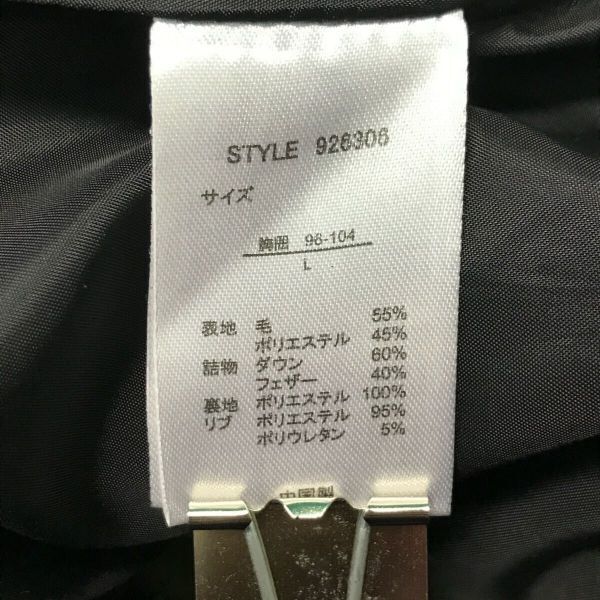 STYLE 926306
サイズ
胸囲 96-104
L
表地 毛 55%
ポリエステル 45%
詰物 ダウン 60%
フェザー 40%
裏地 ポリエステル 100%
リブ ポリエステル 95%
ポリウレタン 5%
中国製